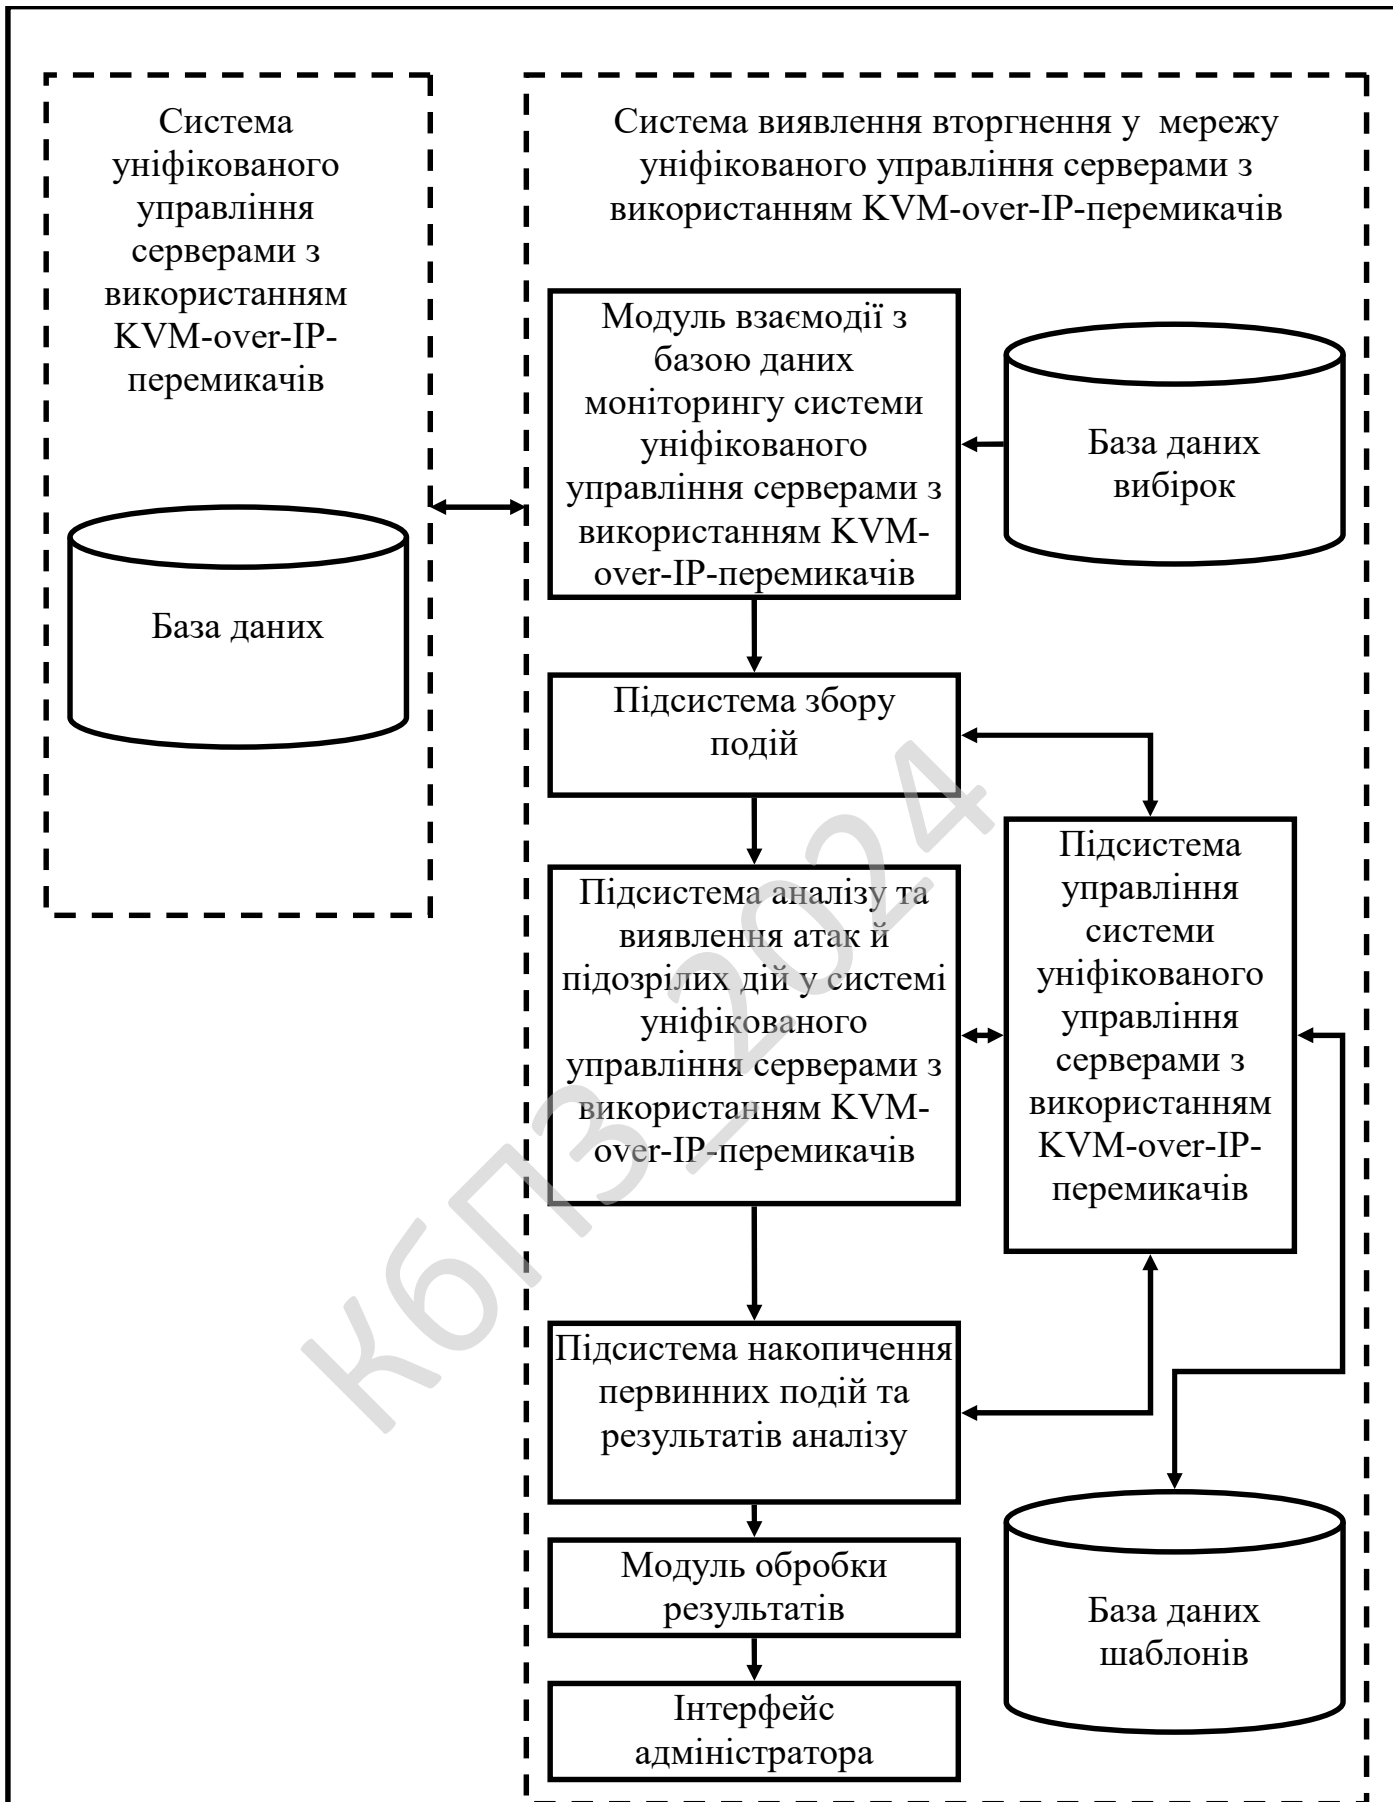 Система
уніфікованого
управління
серверами з
використанням
KVM-over-IP-
перемикачів
База даних
Система виявлення вторгнення у мережу
уніфікованого управління серверами з
використанням KVM-over-IP-перемикачів
Модуль взаємодії з
базою даних
моніторингу системи
уніфікованого
управління серверами з
використанням KVM-
over-IP-перемикачів
База даних
вибірок
Підсистема збору
подій
Підсистема аналізу та
виявлення атак й
підозрілих дій у системі
уніфікованого
управління серверами з
використанням KVM-
over-IP-перемикачів
Підсистема
управління
системи
уніфікованого
управління
серверами з
використанням
KVM-over-IP-
перемикачів
Підсистема накопичення
первинних подій та
результатів аналізу
Модуль обробки
результатів
База даних
шаблонів
Інтерфейс
адміністратора
КбПЗ_2024